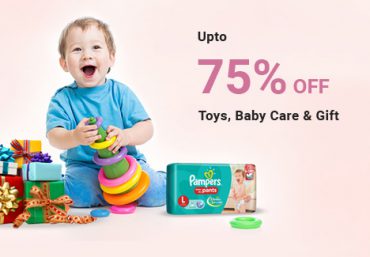 Upto
75% OFF
Toys, Baby Care & Gift
Pampers
pants
L